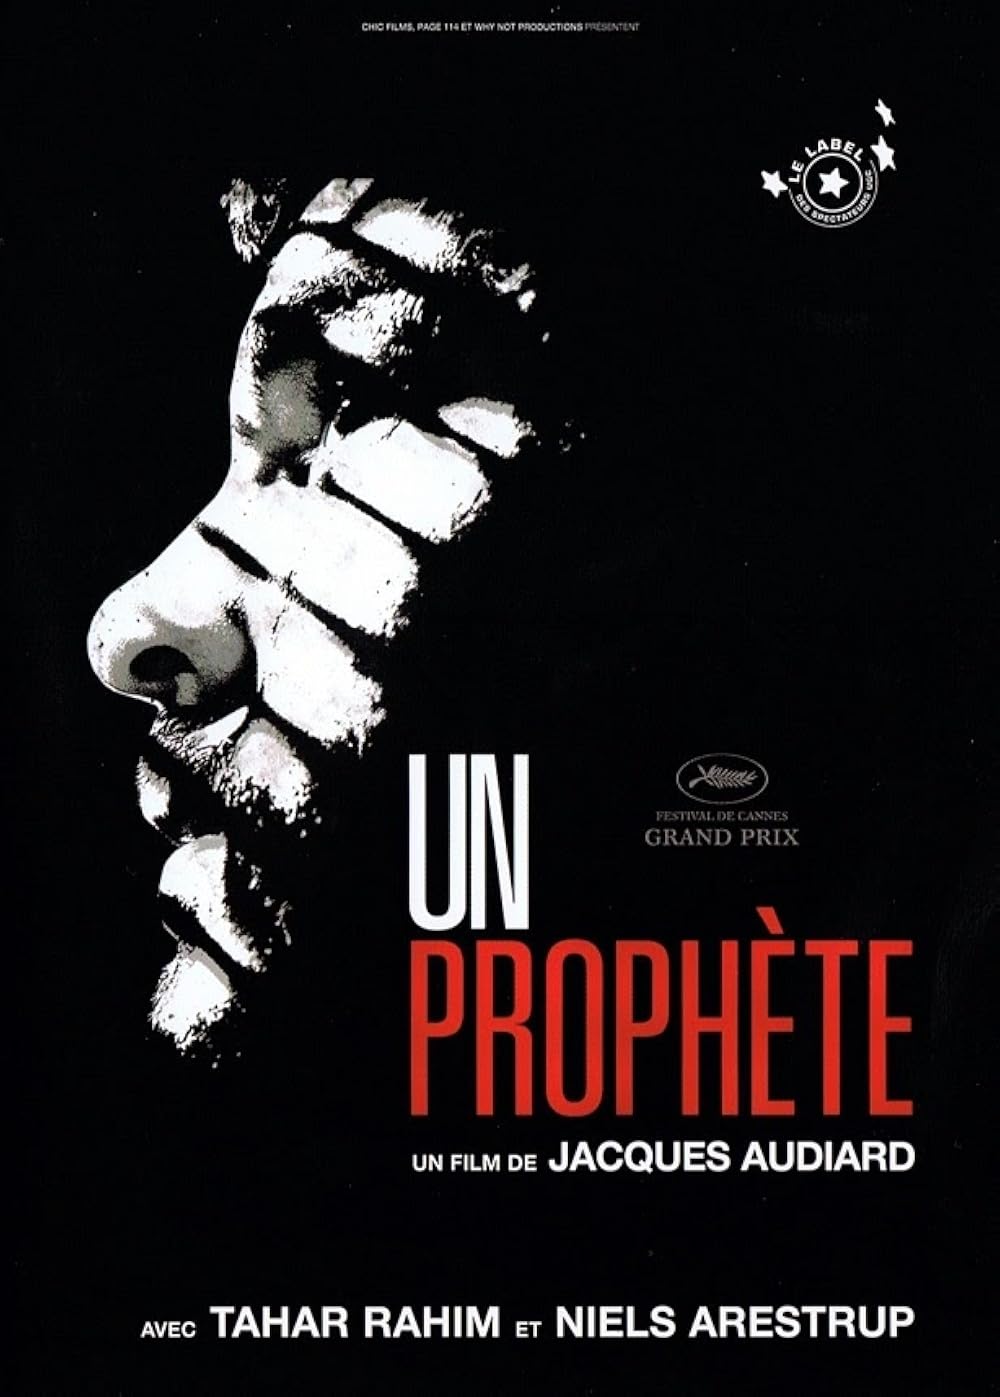 CHIC FILMS, PAGE 114 ET WHY NOT PRODUCTIONS PRÉSENTENT
LE LABEL
DES SPECTATEURS UGC
UN
FESTIVAL DE CANNES
GRAND PRIX
PROPHÈTE
UN FILM DE JACQUES AUDIARD
AVEC TAHAR RAHIM ET NIELS ARESTRUP